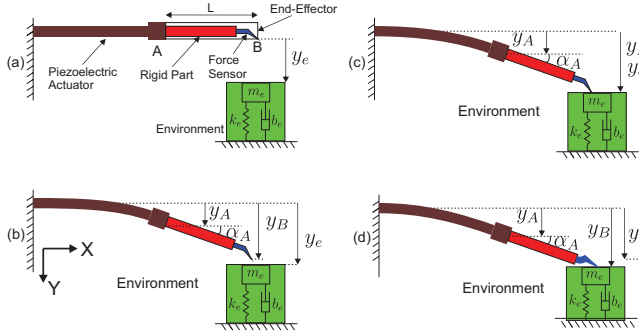 L
End-Effector
A
B
Piezoelectric
Actuator
Rigid Part
Force
Sensor
(a)
y_e
m_e
k_e
b_e
Environment
(b)
X
Y
y_A
α_A
y_B
y_e
Environment
m_e
k_e
b_e
(c)
y_A
α_A
Environment
m_e
k_e
b_e
(d)
y_A
α_A
y_B
Environment
m_e
k_e
b_e